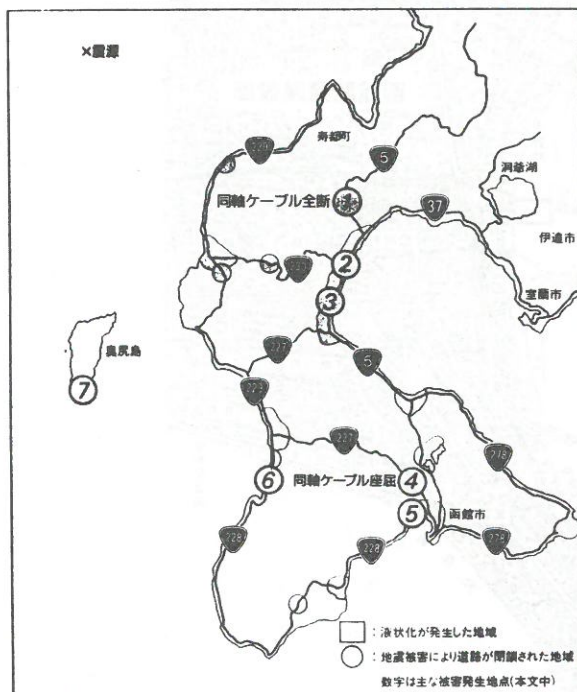 ×震源
寿都町
229
5
洞爺湖
同軸ケーブル全断
1
37
伊達市
2
室蘭市
3
奥尻島
227
5
7
229
227
278
6
同軸ケーブル座屈
4
5
函館市
228
228
278
□:液状化が発生した地域
○:地震被害により道路が閉鎖された地域
数字は主な被害発生地点(本文中)